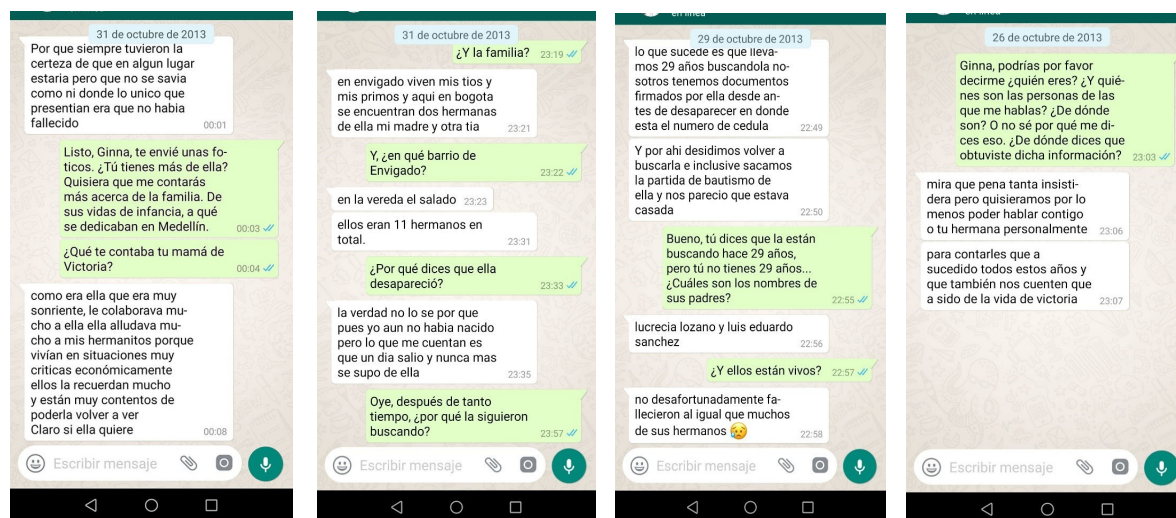 31 de octubre de 2013
Por que siempre tuvieron la
certeza de que en algun lugar
estaria pero que no se savia
como ni donde lo unico que
presentian era que no habia
fallecido
00:01
Listo, Ginna, te envié unas fo-
ticos. ¿Tú tienes más de ella?
Quisiera que me contarás
más acerca de la familia. De
sus vidas de infancia, a qué
se dedicaban en Medellín.
00:03
¿Qué te contaba tu mamá de
Victoria?
00:04
como era ella que era muy
sonriente, le colaborava mu-
cho a ella ella alludava mu-
cho a mis hermanitos porque
vivían en situaciones muy
criticas económicamente
ellos la recuerdan mucho
y están muy contentos de
poderla volver a ver
Claro si ella quiere
00:08
Escribir mensaje
31 de octubre de 2013
¿Y la familia?
23:19
en envigado viven mis tios y
mis primos y aqui en bogota
se encuentran dos hermanas
de ella mi madre y otra tia
23:21
Y, ¿en qué barrio de
Envigado?
23:22
en la vereda el salado
23:23
ellos eran 11 hermanos en
total.
23:31
¿Por qué dices que ella
desapareció?
23:33
la verdad no lo se por que
pues yo aun no habia nacido
pero lo que me cuentan es
que un dia salio y nunca mas
se supo de ella
23:35
Oye, después de tanto
tiempo, ¿por qué la siguieron
buscando?
23:57
Escribir mensaje
29 de octubre de 2013
lo que sucede es que lleva-
mos 29 años buscandola no-
sotros tenemos documentos
firmados por ella desde an-
tes de desaparecer en donde
esta el numero de cedula
22:49
Y por ahi desidimos volver a
buscarla e inclusive sacamos
la partida de bautismo de
ella y nos parecio que estava
casada
22:50
Bueno, tú dices que la están
buscando hace 29 años,
pero tú no tienes 29 años...
¿Cuáles son los nombres de
sus padres?
22:55
lucrecia lozano y luis eduardo
sanchez
22:56
¿Y ellos están vivos?
22:57
no desafortunadamente fa-
llecieron al igual que muchos
de sus hermanos 😥
22:58
Escribir mensaje
26 de octubre de 2013
Ginna, podrías por favor
decirme ¿quién eres? ¿Y quié-
nes son las personas de las
que me hablas? ¿De dónde
son? O no sé por qué me di-
ces eso. ¿De dónde dices que
obtuviste dicha información?
23:03
mira que pena tanta insisti-
dera pero quisieramos por lo
menos poder hablar contigo
o tu hermana personalmente
23:06
para contarles que a
sucedido todos estos años y
que también nos cuenten que
a sido de la vida de victoria
23:07
Escribir mensaje